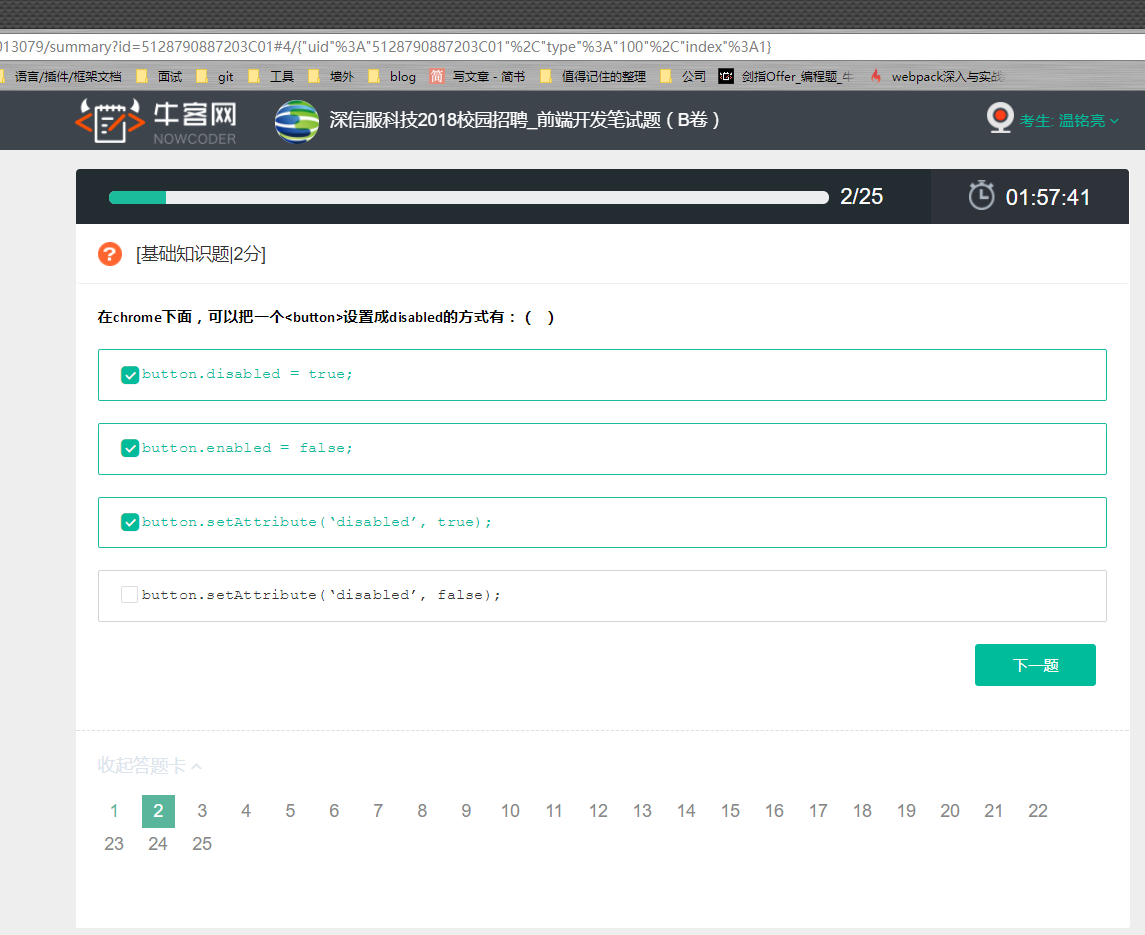 013079/summary?id=5128790887203C01#4/{"uid"%3A"5128790887203C01"%2C"type"%3A"100"%2C"index"%3A1}
语言/插件/框架文档 面试 git 工具 墙外 blog 简 写文章 - 简书 值得记住的整理 公司 剑指Offer_编程题_牛 webpack深入与实战
牛客网 NOWCODER 深信服科技2018校园招聘_前端开发笔试题（B卷） 考生: 温铭亮
2/25 01:57:41
? [基础知识题|2分]
在chrome下面，可以把一个<button>设置成disabled的方式有：（ ）
button.disabled = true;
button.enabled = false;
button.setAttribute(‘disabled’, true);
button.setAttribute(‘disabled’, false);
下一题
收起答题卡
1 2 3 4 5 6 7 8 9 10 11 12 13 14 15 16 17 18 19 20 21 22
23 24 25